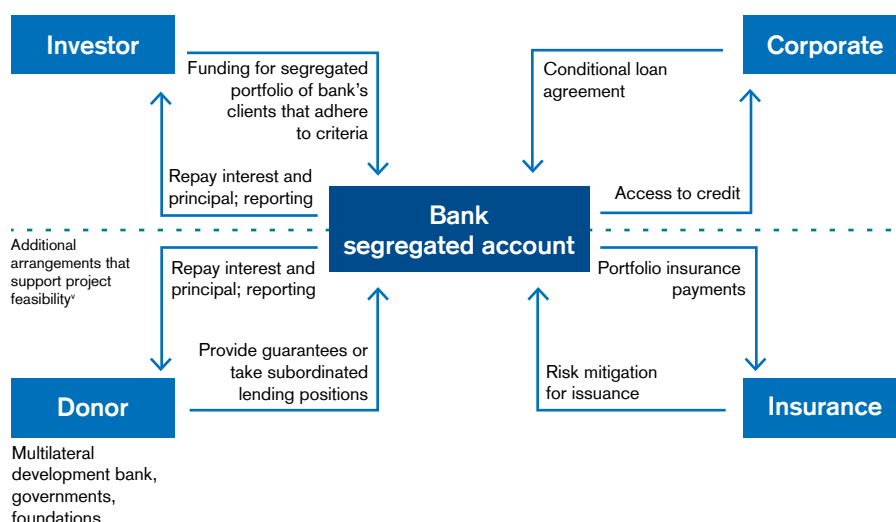 Investor
Corporate
Funding for segregated
portfolio of bank’s
clients that adhere
to criteria
Conditional loan
agreement
Repay interest and
principal; reporting
Access to credit
Bank
segregated account
Additional
arrangements that
support project
feasibilityᵛ
Repay interest and
principal; reporting
Portfolio insurance
payments
Provide guarantees or
take subordinated
lending positions
Risk mitigation
for issuance
Donor
Insurance
Multilateral
development bank,
governments,
foundations